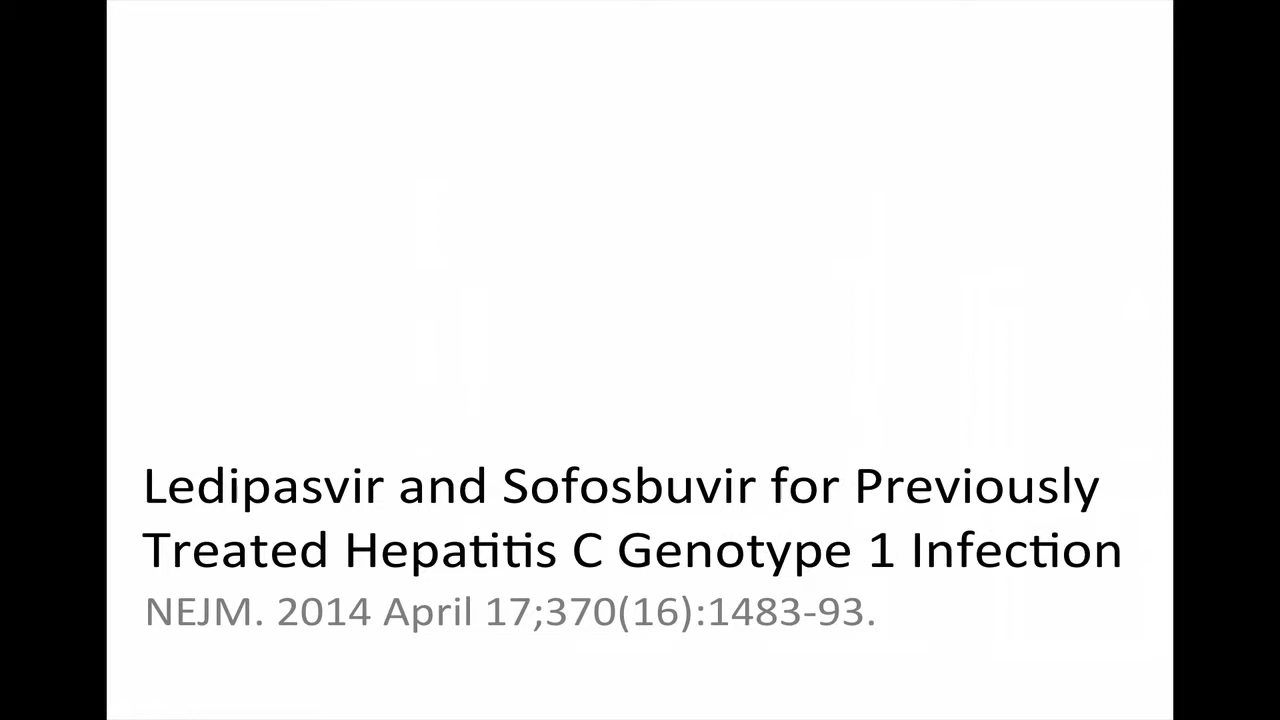 Ledipasvir and Sofosbuvir for Previously
Treated Hepatitis C Genotype 1 Infection
NEJM. 2014 April 17;370(16):1483-93.